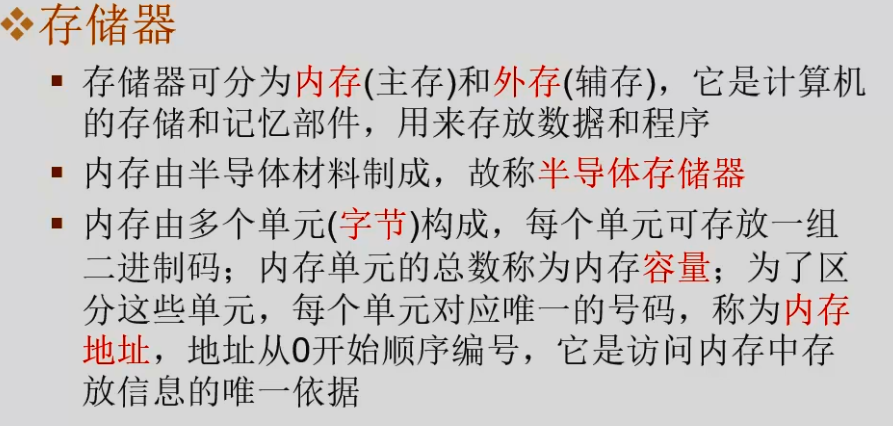 存储器
存储器可分为内存(主存)和外存(辅存)，它是计算机
的存储和记忆部件，用来存放数据和程序
内存由半导体材料制成，故称半导体存储器
内存由多个单元(字节)构成，每个单元可存放一组
二进制码；内存单元的总数称为内存容量；为了区
分这些单元，每个单元对应唯一的号码，称为内存
地址，地址从0开始顺序编号，它是访问内存中存
放信息的唯一依据